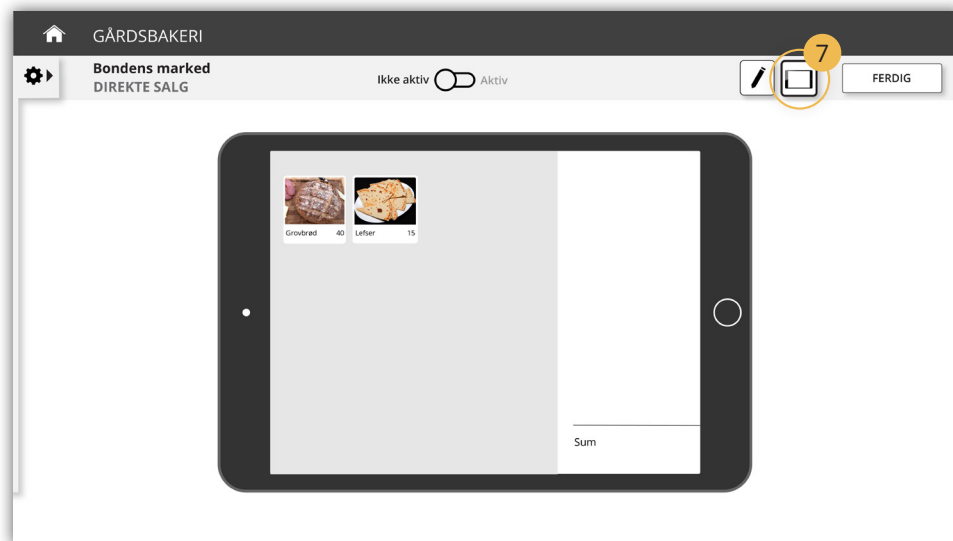 GÅRDSBAKERI
7
Bondens marked
DIREKTE SALG
Ikke aktiv Aktiv
FERDIG
Grovbrød 40 Lefser 15
Sum